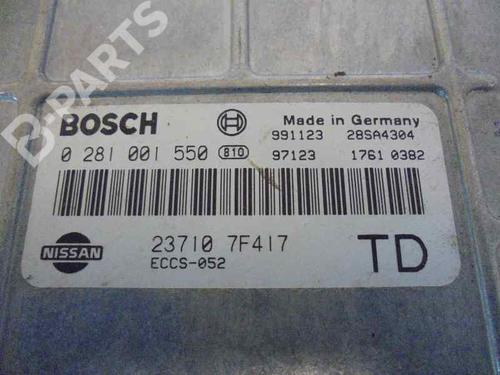 B-PARTS
BOSCH
Made in Germany
0 281 001 550 810
991123 28SA4304
97123 1761 0382
NISSAN
23710 7F417
TD
ECCS-052